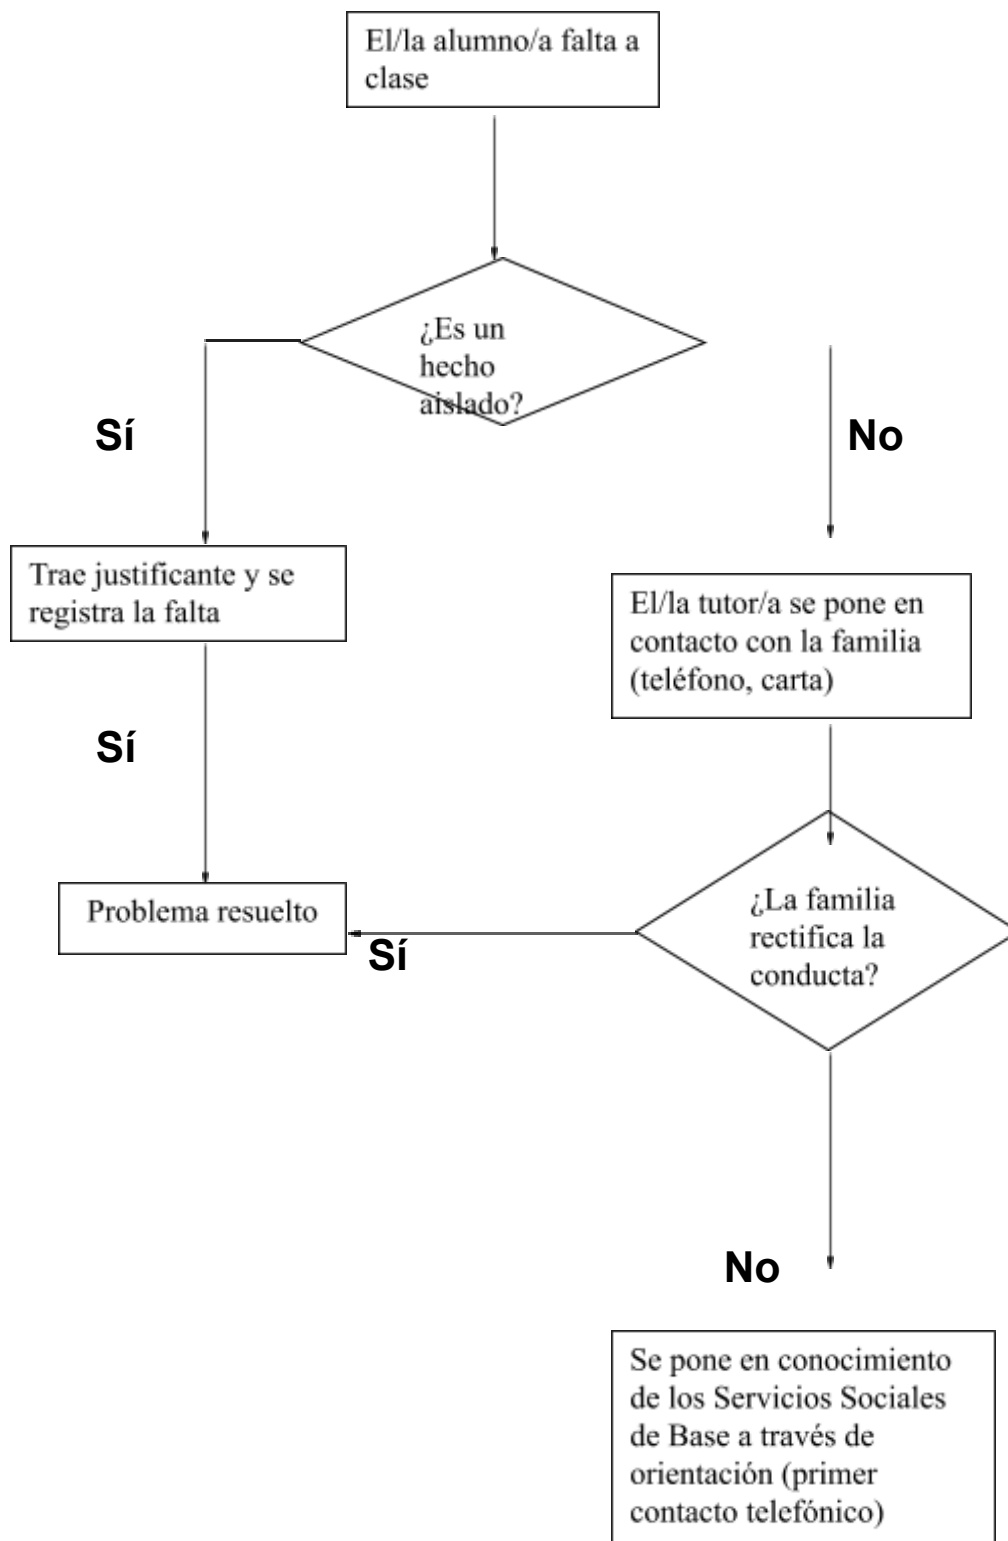 El/la alumno/a falta a
clase
¿Es un
hecho
aislado?
Sí
No
Trae justificante y se
registra la falta
El/la tutor/a se pone en
contacto con la familia
(teléfono, carta)
Sí
Problema resuelto
¿La familia
rectifica la
conducta?
Sí
No
Se pone en conocimiento
de los Servicios Sociales
de Base a través de
orientación (primer
contacto telefónico)